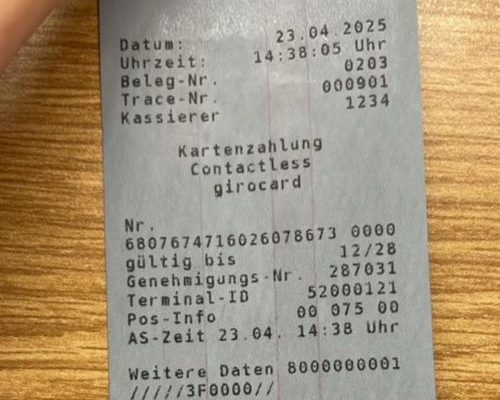 Datum: 23.04.2025
Uhrzeit: 14:38:05 Uhr
Beleg-Nr. 0203
Trace-Nr. 000901
Kassierer 1234
Kartenzahlung
Contactless
girocard
Nr.
6807674716026078673 0000
gültig bis 12/28
Genehmigungs-Nr. 287031
Terminal-ID 52000121
Pos-Info 00 075 00
AS-Zeit 23.04. 14:38 Uhr
Weitere Daten 8000000001
/////3F0000//